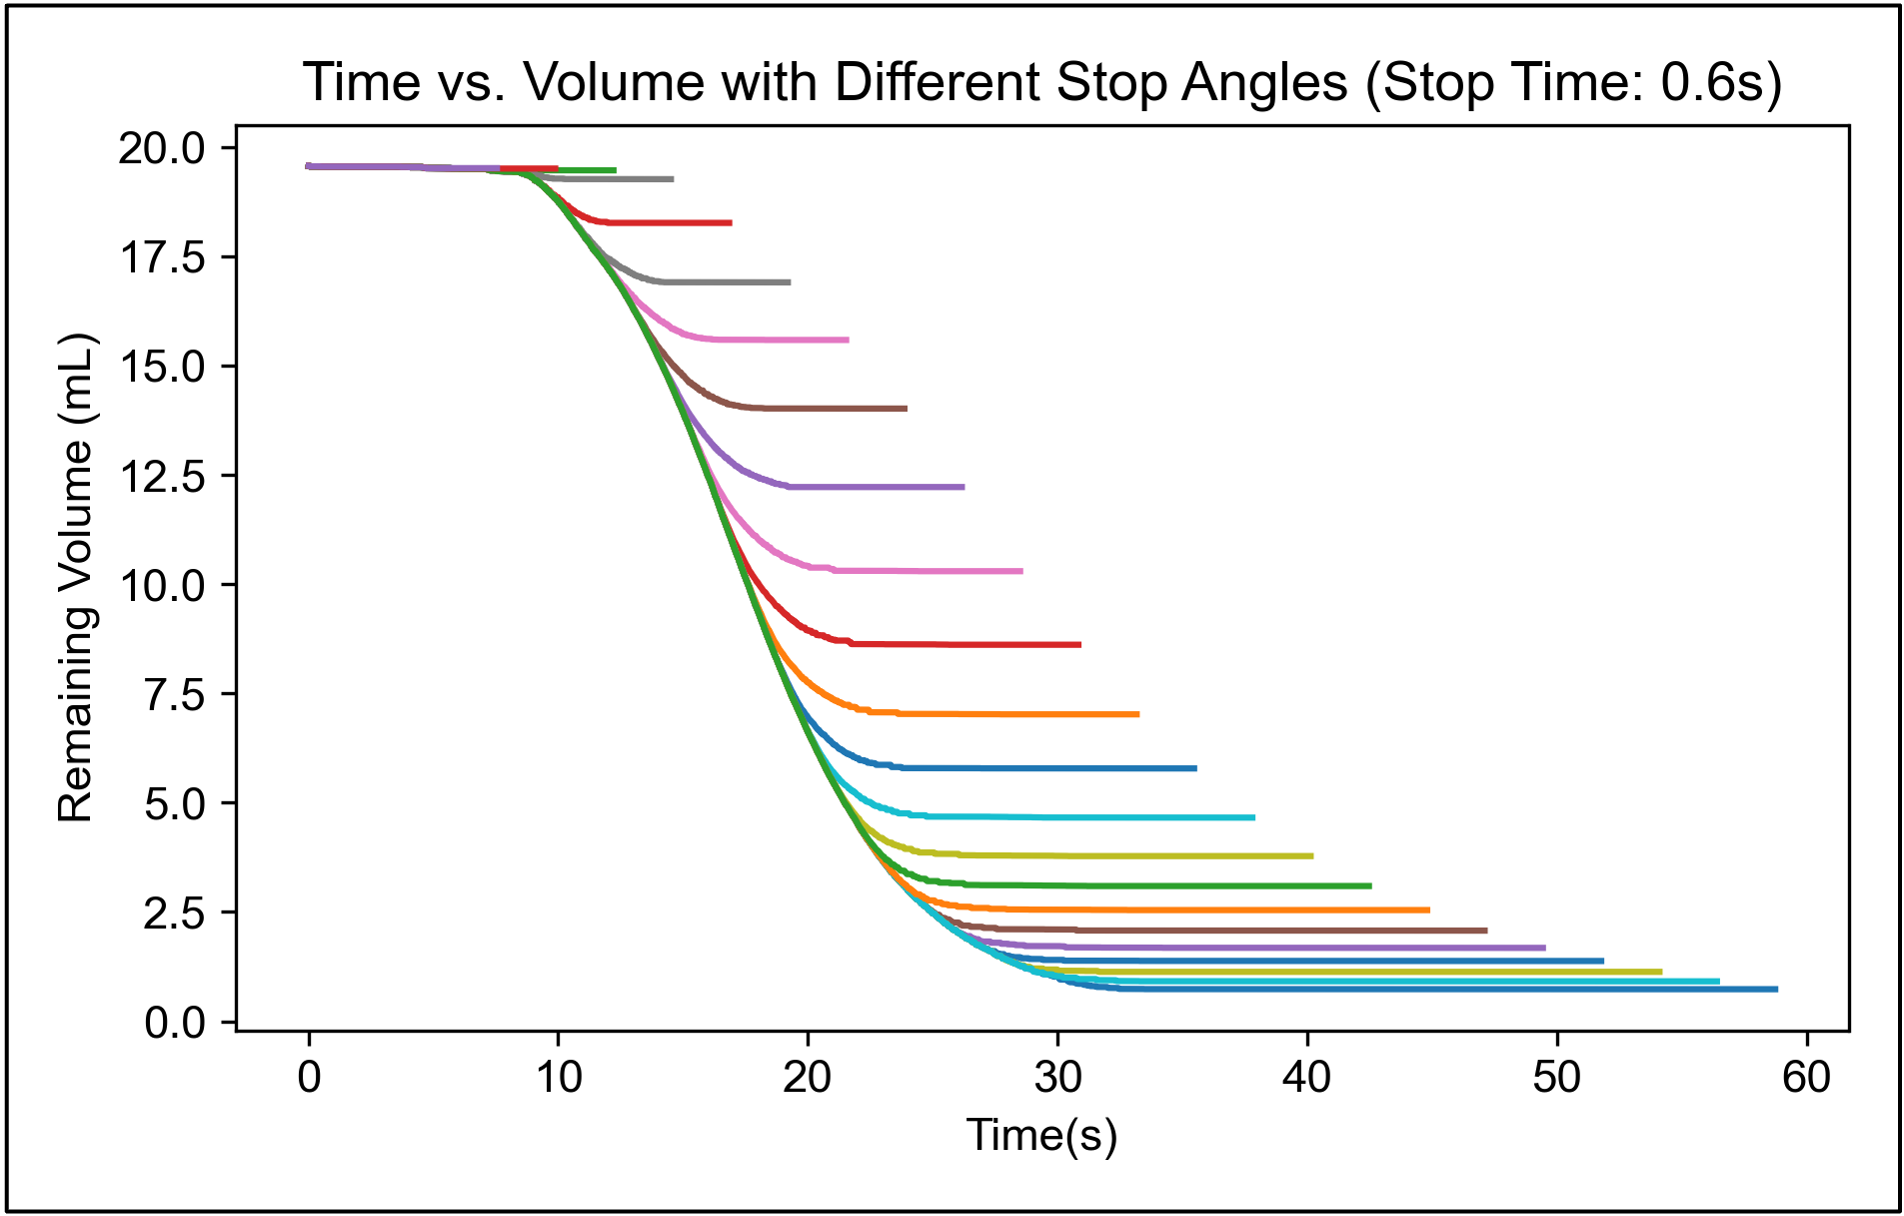 Time vs. Volume with Different Stop Angles (Stop Time: 0.6s)
20.0
17.5
15.0
12.5
10.0
7.5
5.0
2.5
0.0
Remaining Volume (mL)
0 10 20 30 40 50 60
Time(s)